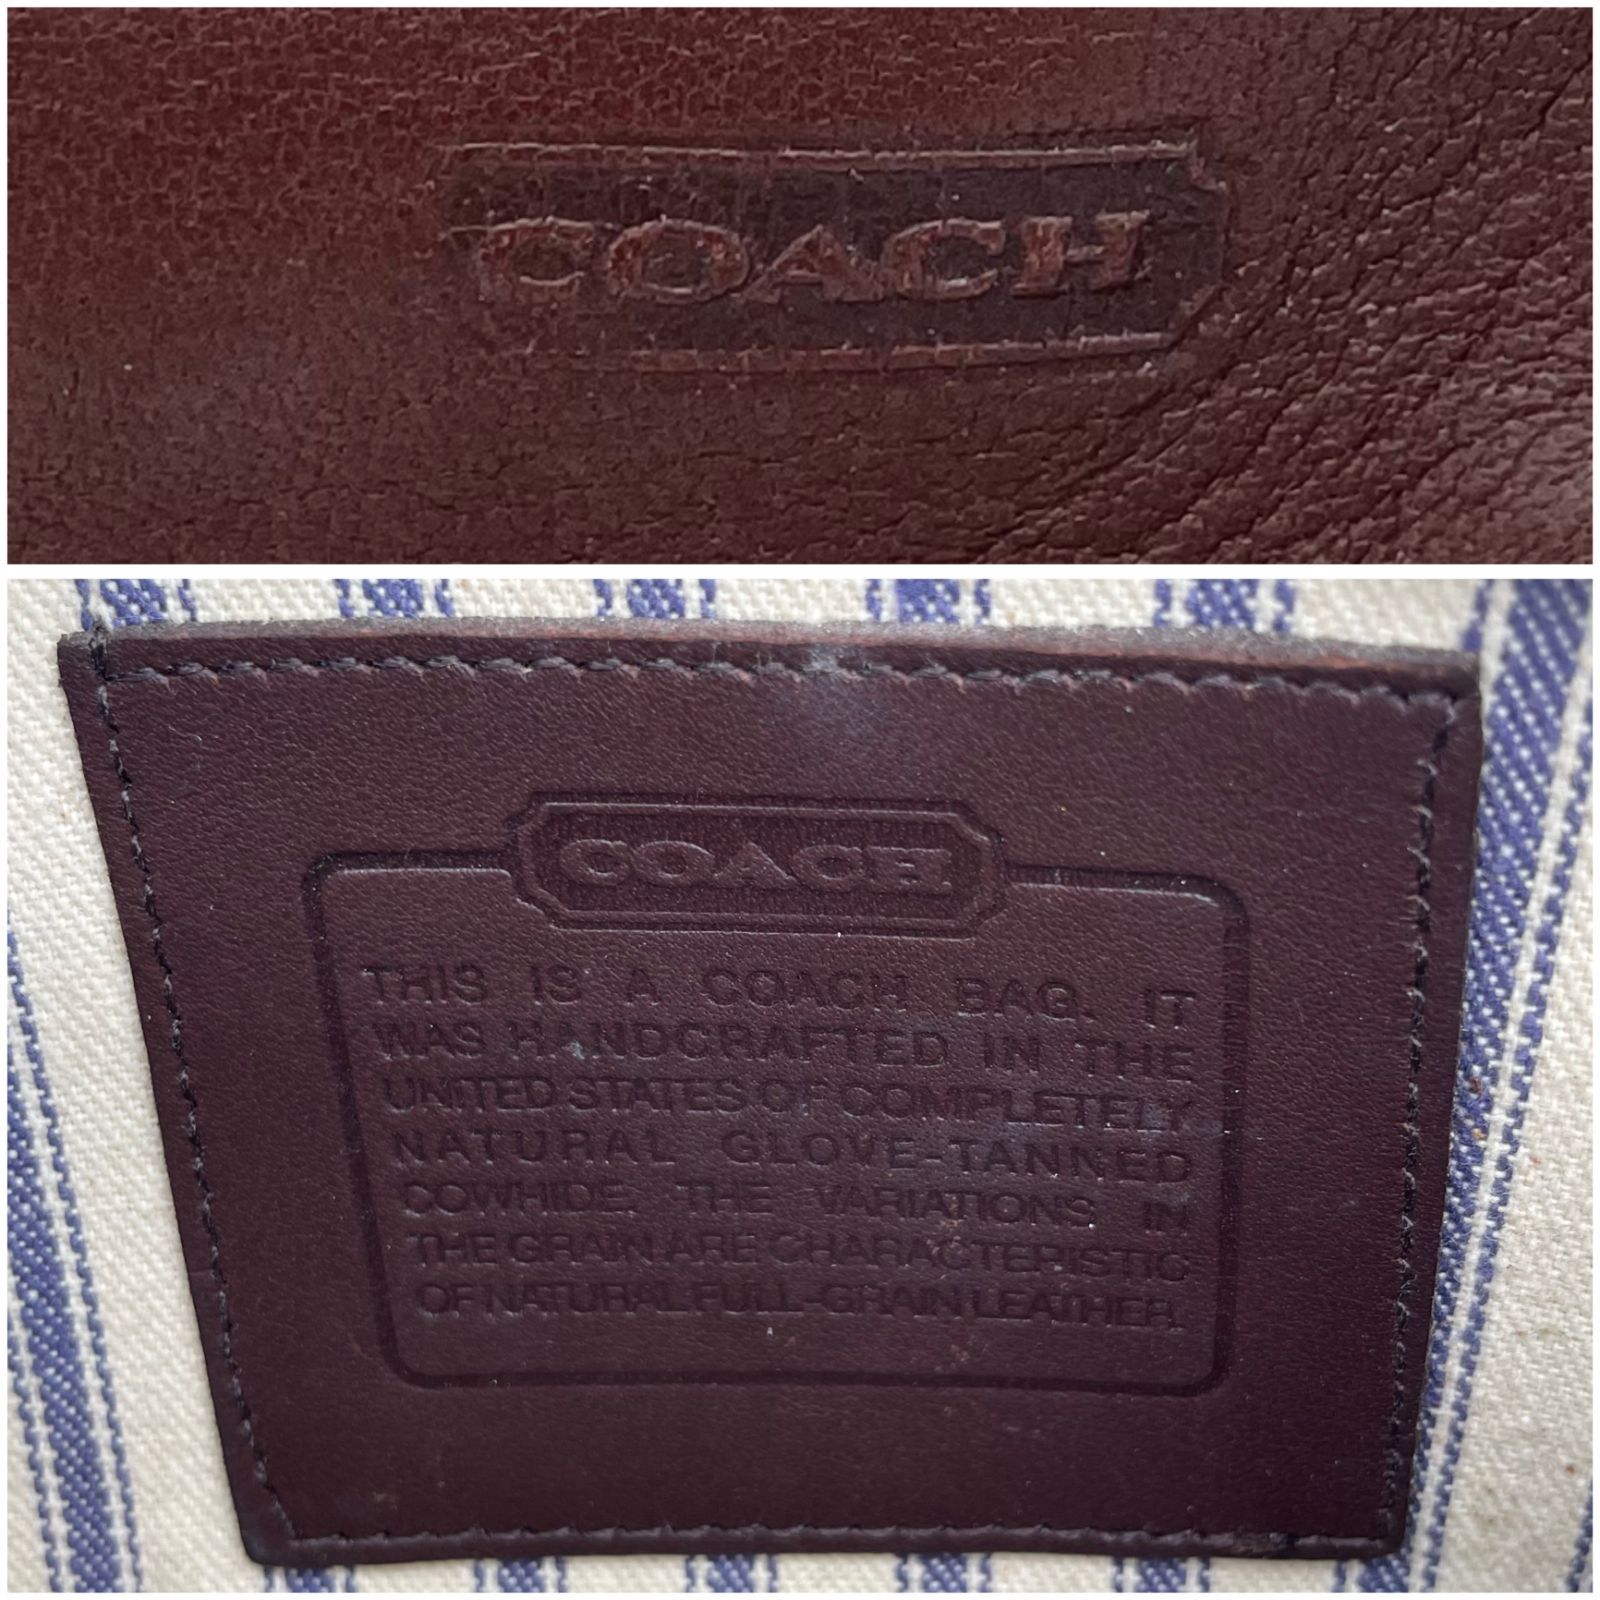 COACH
COACH
THIS IS A COACH BAG. IT
WAS HANDCRAFTED IN THE
UNITED STATES OF COMPLETELY
NATURAL GLOVE-TANNED
COWHIDE. THE VARIATIONS IN
THE GRAIN ARE CHARACTERISTIC
OF NATURAL FULL-GRAIN LEATHER.